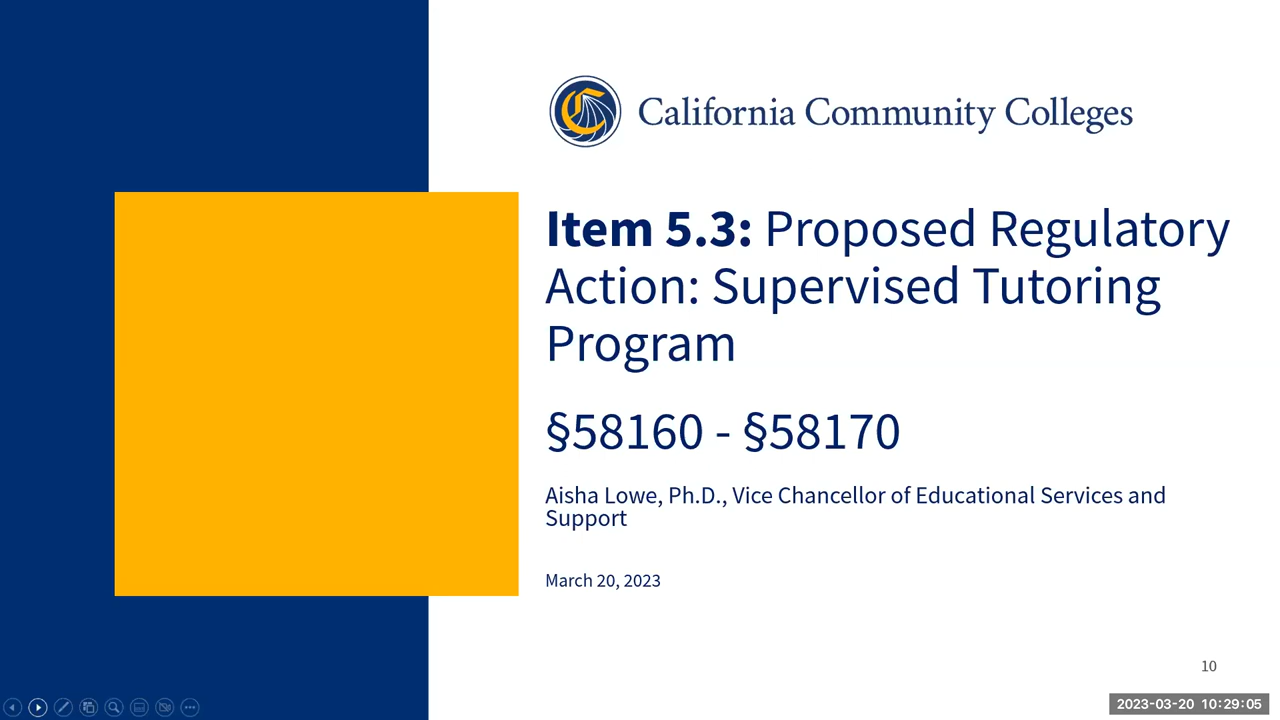 California Community Colleges
Item 5.3: Proposed Regulatory
Action: Supervised Tutoring
Program
§58160 - §58170
Aisha Lowe, Ph.D., Vice Chancellor of Educational Services and
Support
March 20, 2023
10
2023-03-20 10:29:05